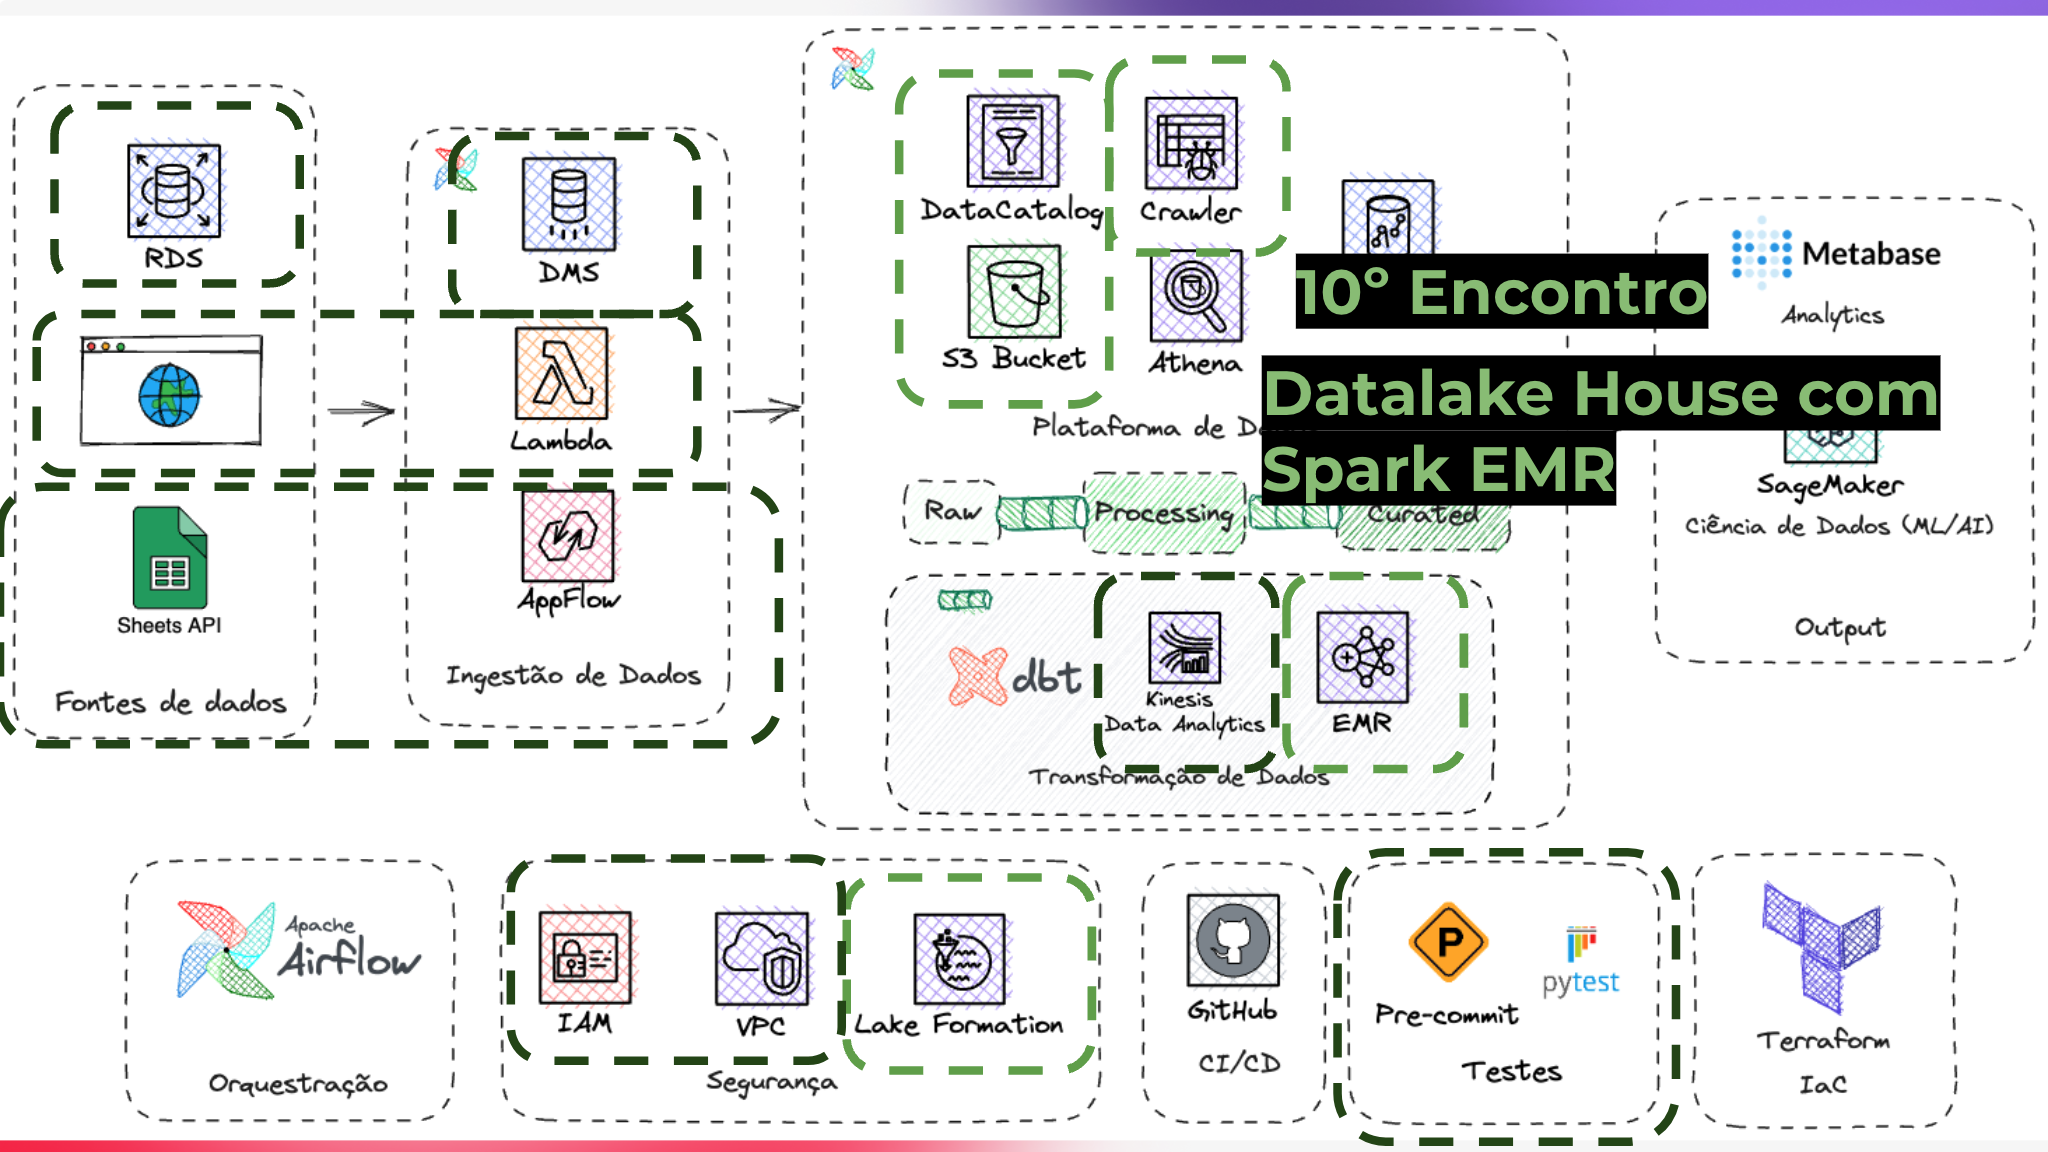 RDS
Sheets API
Fontes de dados
DMS
Lambda
AppFlow
Ingestão de Dados
DataCatalog
Crawler
S3 Bucket
Athena
Plataforma de
10º Encontro
Datalake House com
Spark EMR
Raw
Processing
Curated
dbt
Kinesis
Data Analytics
EMR
Transformação de Dados
Metabase
Analytics
SageMaker
Ciência de Dados (ML/AI)
Output
Apache
Airflow
Orquestração
IAM
VPC
Lake Formation
Segurança
GitHub
CI/CD
P
Pre-commit
pytest
Testes
Terraform
IaC